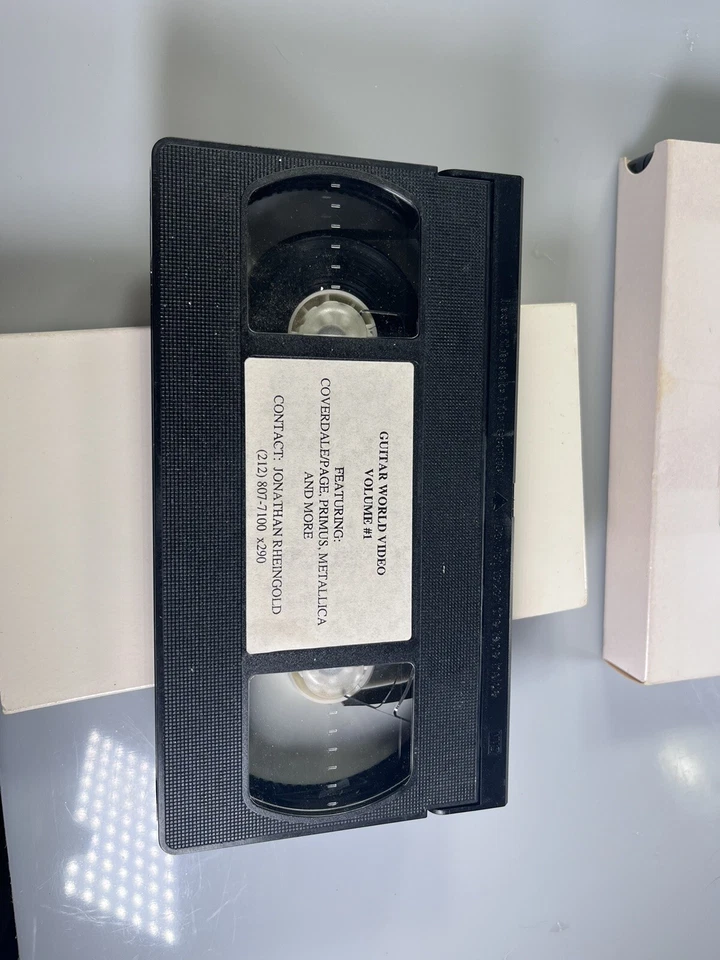 GUITAR WORLD VIDEO
VOLUME #1
FEATURING:
COVERDALE/PAGE, PRIMUS, METALLICA
AND MORE
CONTACT: JONATHAN RHEINGOLD
(212) 807-7100 x290